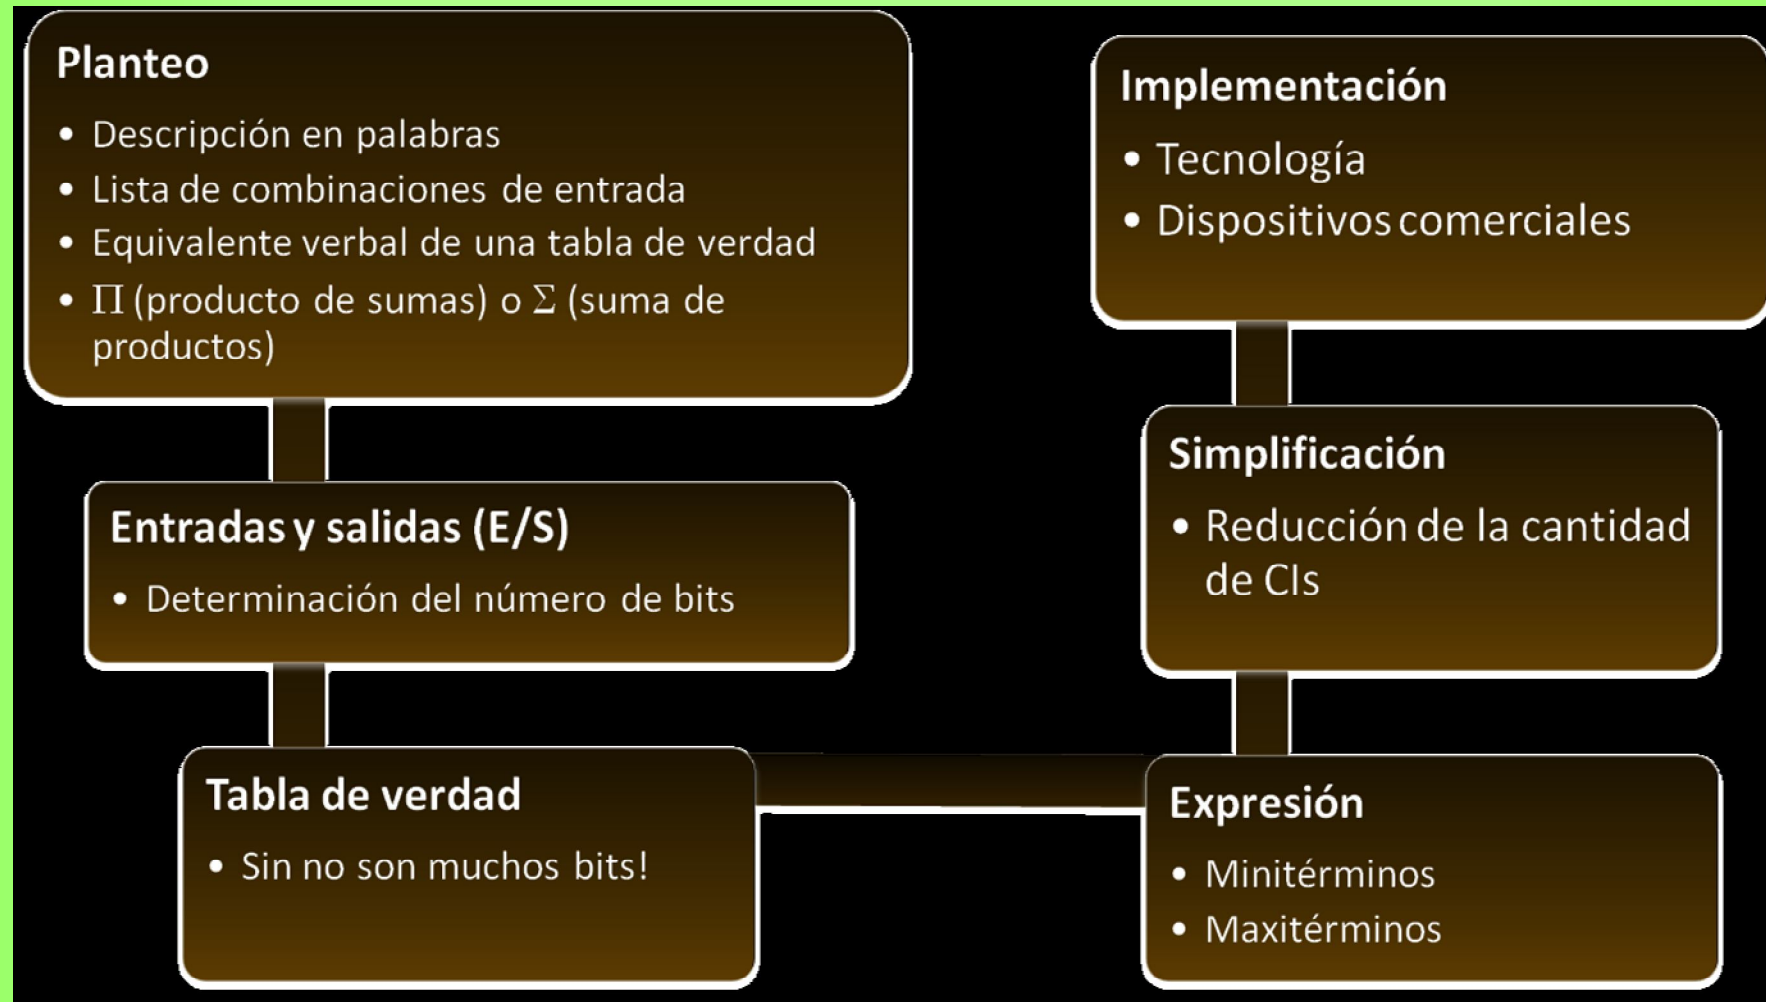 Planteo
• Descripción en palabras
• Lista de combinaciones de entrada
• Equivalente verbal de una tabla de verdad
• Π (producto de sumas) o Σ (suma de
productos)
Entradas y salidas (E/S)
• Determinación del número de bits
Tabla de verdad
• Sin no son muchos bits!
Expresión
• Minitérminos
• Maxitérminos
Simplificación
• Reducción de la cantidad
de CIs
Implementación
• Tecnología
• Dispositivos comerciales